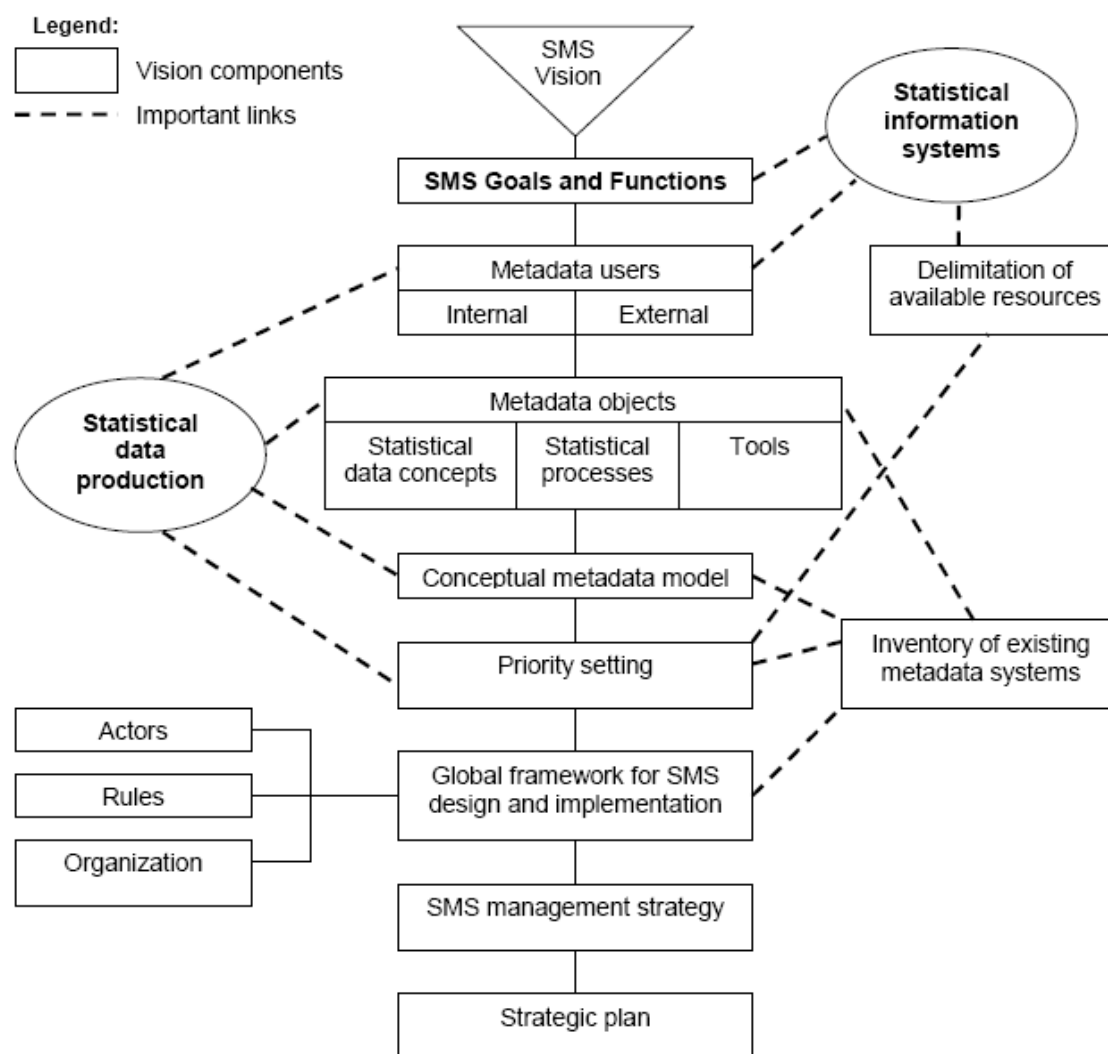 Legend:
Vision components
Important links
SMS
Vision
Statistical
information
systems
SMS Goals and Functions
Metadata users
Internal
External
Delimitation of
available resources
Statistical
data
production
Metadata objects
Statistical
data concepts
Statistical
processes
Tools
Conceptual metadata model
Priority setting
Inventory of existing
metadata systems
Actors
Rules
Organization
Global framework for SMS
design and implementation
SMS management strategy
Strategic plan